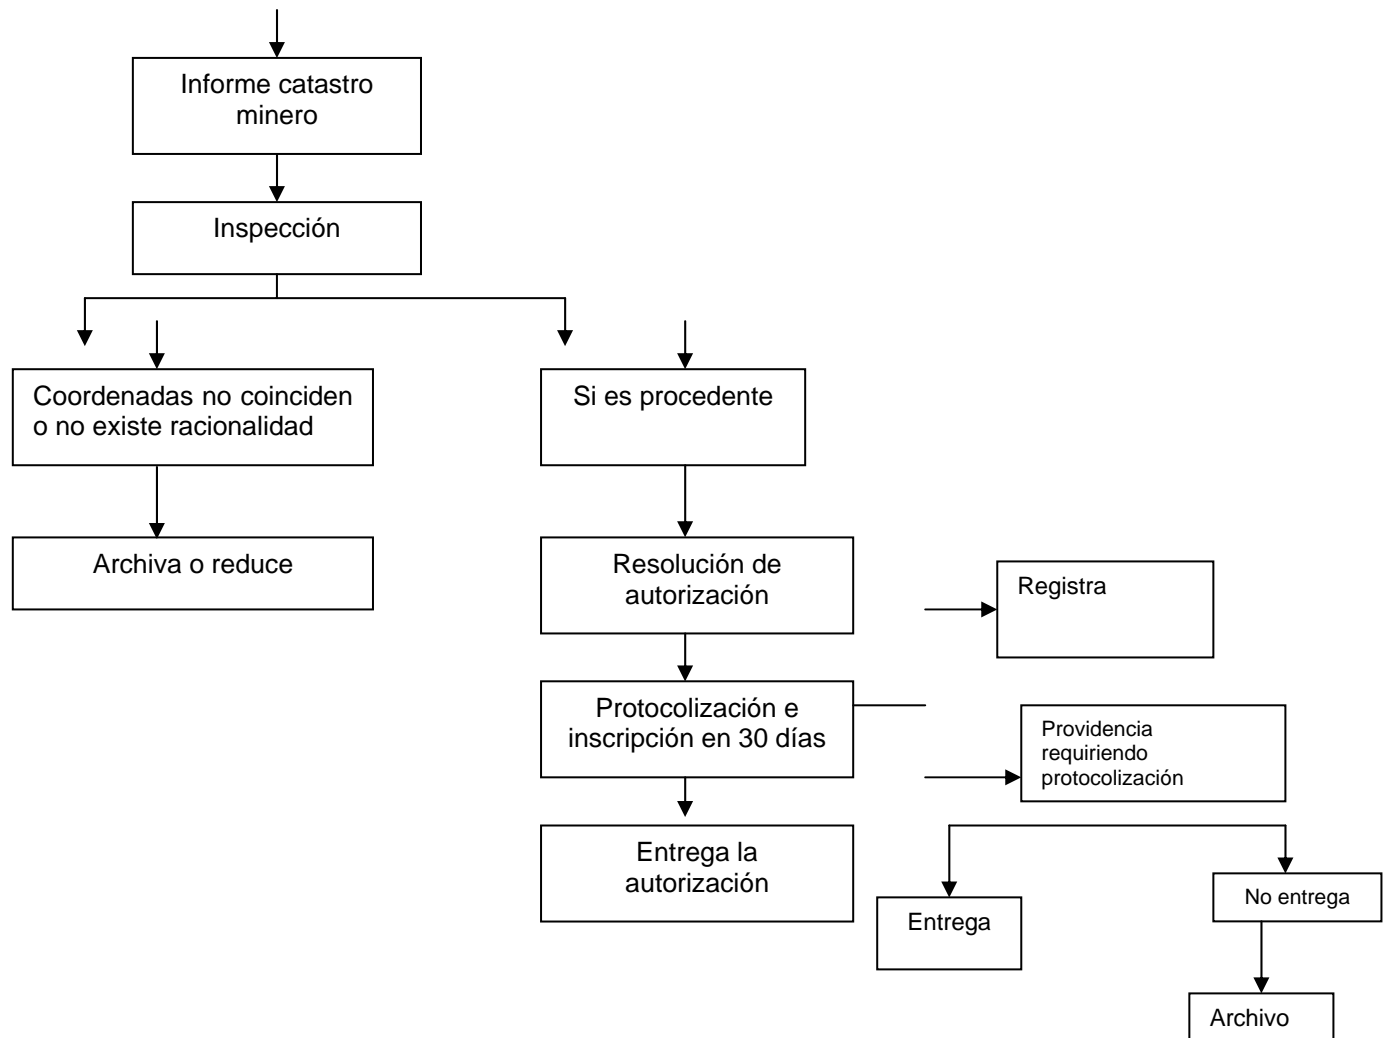 Informe catastro
minero
Inspección
Coordenadas no coinciden
o no existe racionalidad
Si es procedente
Archiva o reduce
Resolución de
autorización
Registra
Protocolización e
inscripción en 30 días
Providencia
requiriendo
protocolización
Entrega la
autorización
Entrega
No entrega
Archivo